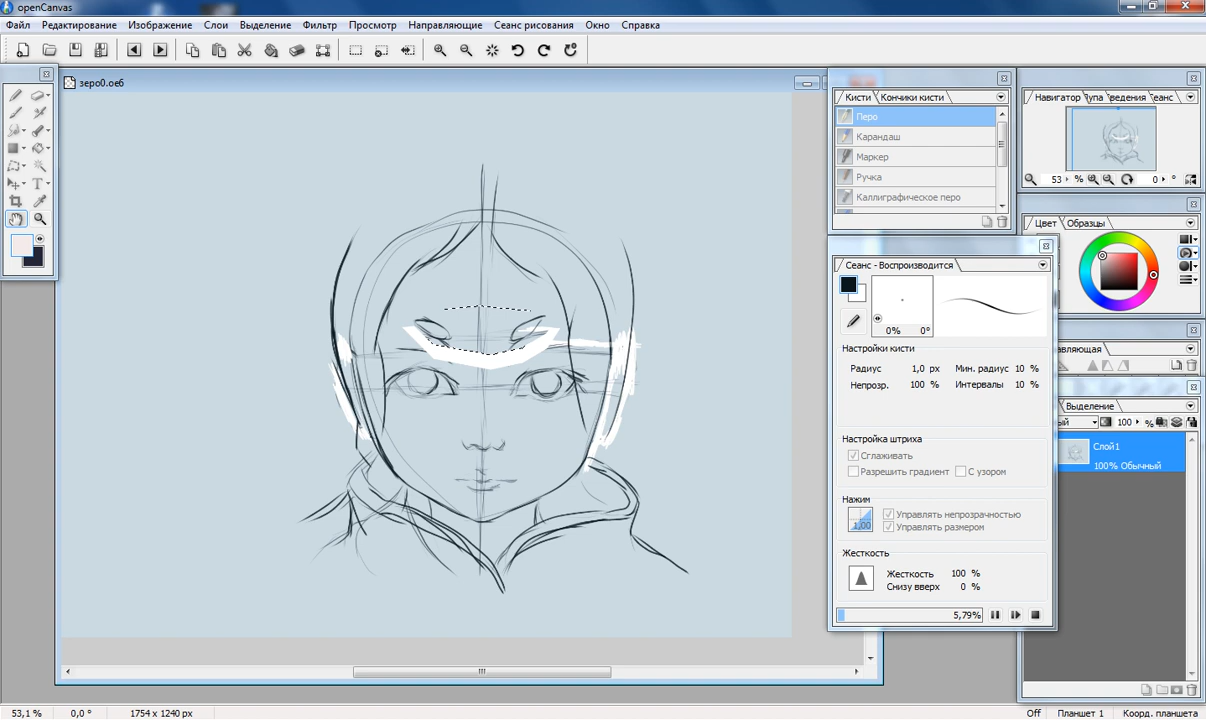 openCanvas
Файл Редактирование Изображение Слои Выделение Фильтр Просмотр Направляющие Сеанс рисования Окно Справка
зеро0.oe6
Кисти Кончики кисти
Перо
Карандаш
Маркер
Ручка
Каллиграфическое перо
Навигатор
53 % 0 °
Цвет Образцы
Сеанс - Воспроизводится
0% 0°
Настройки кисти
Радиус 1,0 px Мин. радиус 10 %
Непрозр. 100 % Интервалы 10 %
Настройка штриха
Сглаживать
Разрешить градиент С узором
Нажим
1,00
Управлять непрозрачностью
Управлять размером
Жесткость
Жесткость 100 %
Снизу вверх 0 %
5,79%
Выделение
100 %
Слой1
100% Обычный
53,1 % 0,0 ° 1754 x 1240 px Off Планшет 1 Коорд. планшета